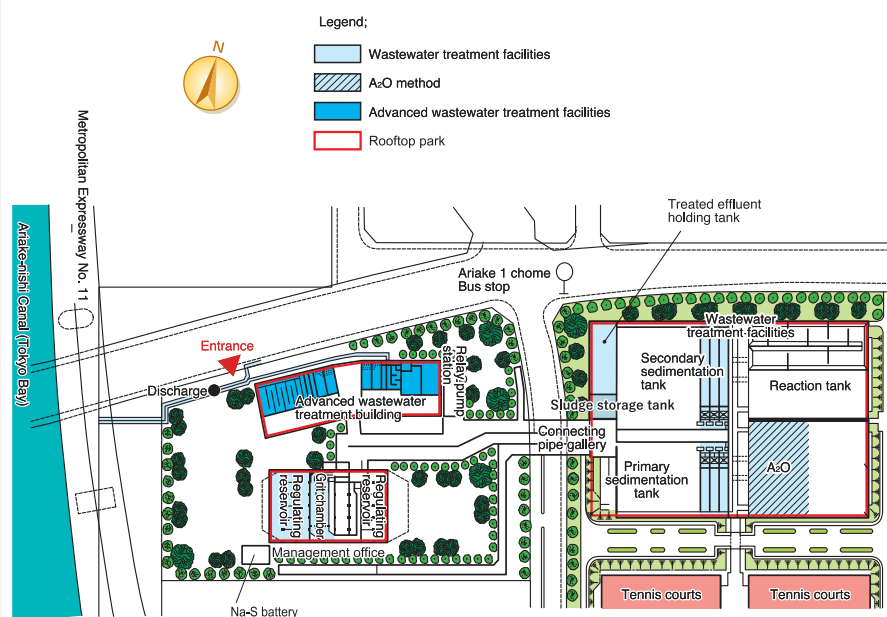 Legend;
N
Wastewater treatment facilities
A2O method
Advanced wastewater treatment facilities
Rooftop park
Metropolitan Expressway No. 11
Ariake-nishi Canal (Tokyo Bay)
Treated effluent
holding tank
Ariake 1 chome
Bus stop
Entrance
Discharge
Advanced wastewater
treatment building
Relay pump
station
Wastewater
treatment facilities
Secondary
sedimentation
tank
Reaction tank
Sludge storage tank
Connecting
pipe gallery
Primary
sedimentation
tank
A2O
Regulating
reservoir
Grit chamber
Regulating
reservoir
Management office
Na-S battery
Tennis courts
Tennis courts